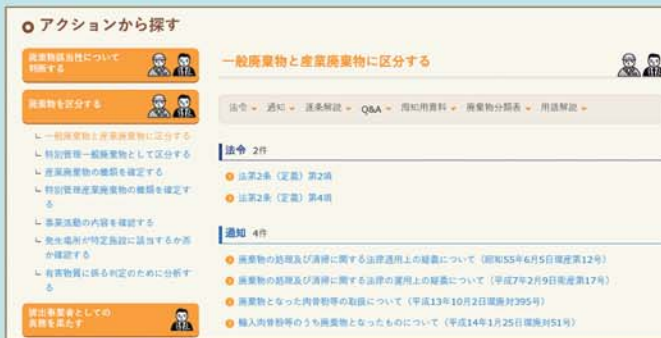 アクションから探す
廃棄物該当性について
判断する
廃棄物を区分する
一般廃棄物と産業廃棄物に区分する
特別管理一般廃棄物として区分する
産業廃棄物の種類を確定する
特別管理産業廃棄物の種類を確定す
る
事業活動の内容を確認する
発生場所が特定施設に該当するか否
か確認する
有害物質に係る判定のために分析す
る
排出事業者としての
責務を果たす
一般廃棄物と産業廃棄物に区分する
法令 通知 逐条解説 Q&A 周知用資料 廃棄物分類表 用語解説
法令 2件
法第2条（定義）第2項
法第2条（定義）第4項
通知 4件
廃棄物の処理及び清掃に関する法律適用上の疑義について（昭和55年6月5日環産第12号）
廃棄物の処理及び清掃に関する法律の運用上の疑義について（平成7年2月9日衛産第17号）
廃棄物となった肉骨粉等の取扱について（平成13年10月2日環廃対395号）
輸入肉骨粉等のうち廃棄物となったものについて（平成14年1月25日環廃対51号）